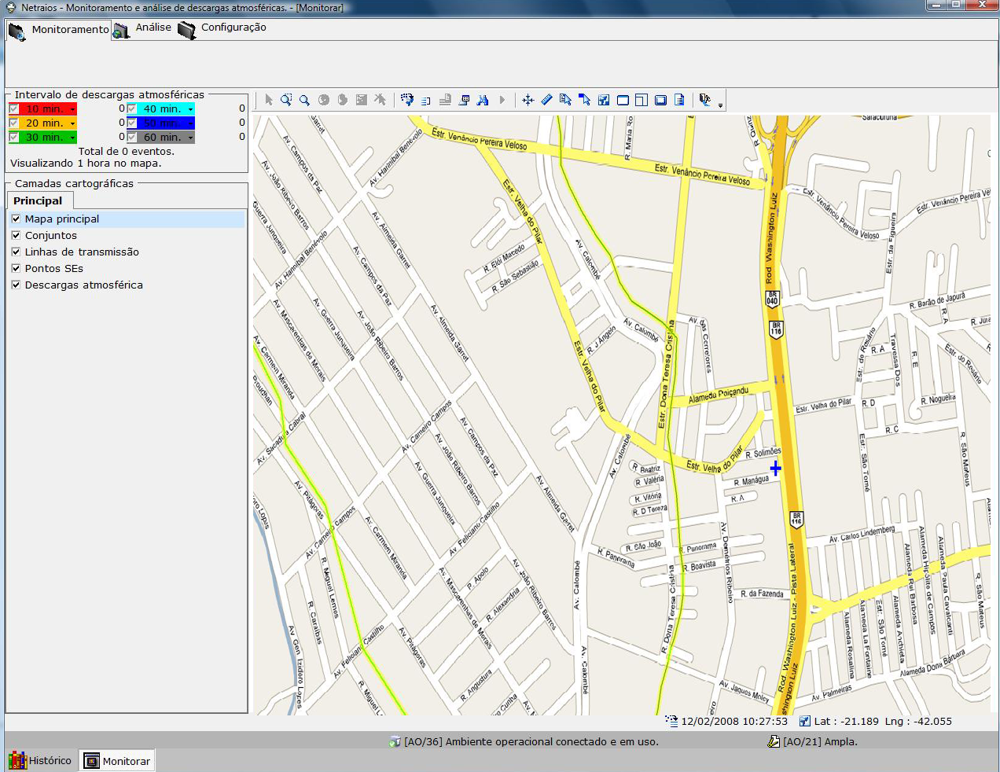 Netraios - Monitoramento e análise de descargas atmosféricas. - [Monitorar]
Monitoramento
Análise
Configuração
Intervalo de descargas atmosféricas
10 min. 0 40 min. 0
20 min. 0 50 min. 0
30 min. 0 60 min. 0
Total de 0 eventos.
Visualizando 1 hora no mapa.
Camadas cartográficas
Principal
Mapa principal
Conjuntos
Linhas de transmissão
Pontos SEs
Descargas atmosférica
Saracuruna
Garret
Av. Campos da Paz
Av. João Ribeiro Barros
Guerra Junqueira
Av. Hannibal Benévolo
Av. Hannibal Benévolo
Av. Almeida Garret
Av. Campos da Paz
Estr. Venâncio Pereira Veloso
Estr. Venâncio Pereira Veloso
Estr. Venâncio Pereira Veloso
Estr. Venâncio Pereira Ve
R. Maria Ro
Estr. Velha do Pilar
R. Elói Macedo
R. São Sebastião
Av. Calombé
Rod. Washington Luiz
BR
040
BR
116
Estr. da Figueira
R. Barão de Japurá
R. A
R. Jura
Av. Mascarenhas de Morais
Av. Guerra Junqueira
Av. João Ribeiro Barros
Av. Almeida Garret
Av. Calumbé
R. J Ângelo
Estr. Velha do Pilar
Estr. Dona Teresa Cristina
Av. dos Corretores
Estr. do Rosário
Travessa Dos
R. A
R. E
Estr. do Rosário
Av. Carmem Miranda
Alamedu Poiçandu
Estr. Velha do Pilar
R. D
R. Nogueira
R. C
Av. Sacadura Cabral
Av. Carneiro Campos
Av. Campos da Paz
Av. João Ribeiro Barros
Av. Guerra Junqueira
Av. Calombé
Estr. Velha do Pilar
R. Solimões
R. Manágua
R. A
R. Beatriz
R. Valéria
R. Vitória
R. D Tereza
Estr. São Tomé
R. São Mateus
Av. Pitágoras
Av. Carneiro Campos
Av. Carmem Miranda
Av. Feliciano Castilho
Av. Almeida Garret
BR
116
Av. Carlos Lindemberg
R. São João
R. Panorama
R. Punorama
R. Boavista
Av. Demétrios Ribeiro
R. da Fazenda
R. Miguel Lemos
R. Caraíbas
P. Apolo
R. Alexandria
Av. Mascarenhas de Morais
Av. João Ribeiro Barros
Av. Calombé
R. Dona Teresa Cristina
Rod. Washington Luiz - Pista Lateral
Alameda Rosalina
Alameda La Fontaine
Estr. São Tomé
Alameda Anchieta
Alameda Rui Barbosa
Alameda Hipólito de Campos
Alameda Paula Cavalcanti
R. São Mateus
Av. Gen. Izidoro Lopes
Av. Feliciano Castilho
Av. Pitágoras
R. Angustura
Av. Calombé
Av. Jaques Moley
Av. Palmeiras
Alameda Dona Bárbara
R. Miguel L
Cunha
12/02/2008 10:27:53 Lat : -21.189 Lng : -42.055
[AO/36] Ambiente operacional conectado e em uso.
[AO/21] Ampla.
Histórico
Monitorar